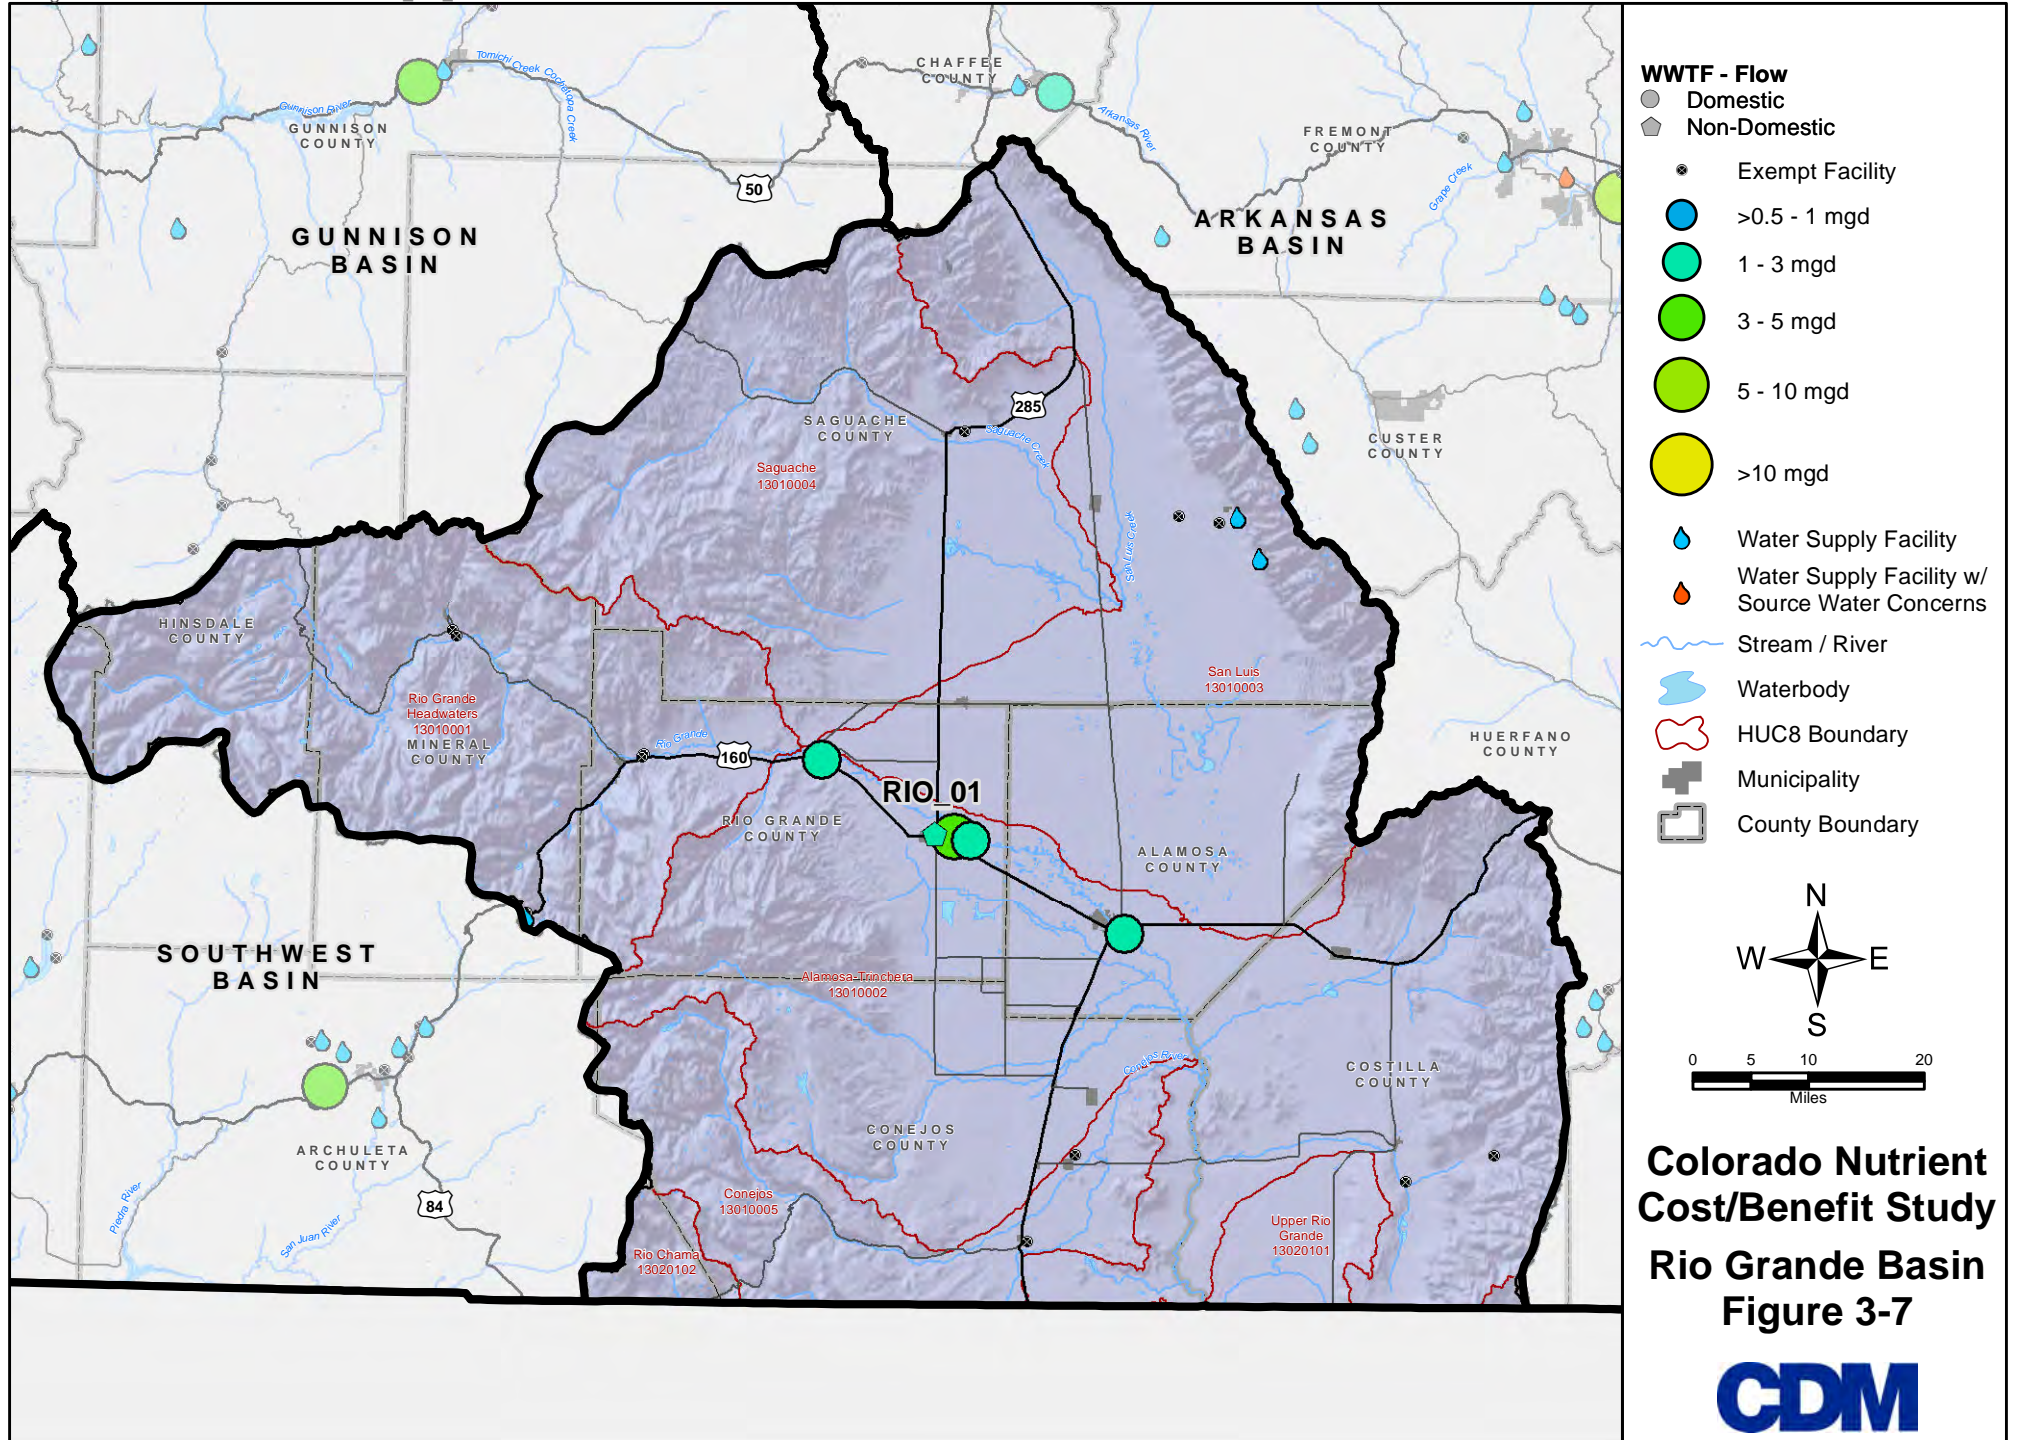 Tomichi Creek
Cochetopa Creek
Gunnison River
GUNNISON
COUNTY
CHAFFEE
COUNTY
Arkansas River
FREMONT
COUNTY
Grape Creek
50
GUNNISON
BASIN
ARKANSAS
BASIN
285
SAGUACHE
COUNTY
Saguache Creek
Saguache
13010004
CUSTER
COUNTY
San Luis Creek
HINSDALE
COUNTY
Rio Grande
Headwaters
13010001
MINERAL
COUNTY
San Luis
13010003
Rio Grande
160
HUERFANO
COUNTY
RIO_01
RIO GRANDE
COUNTY
ALAMOSA
COUNTY
SOUTHWEST
BASIN
Alamosa-Trinchera
13010002
Conejos River
COSTILLA
COUNTY
CONEJOS
COUNTY
ARCHULETA
COUNTY
84
Piedra River
San Juan River
Conejos
13010005
Rio Chama
13020102
Upper Rio
Grande
13020101
WWTF - Flow
Domestic
Non-Domestic
Exempt Facility
>0.5 - 1 mgd
1 - 3 mgd
3 - 5 mgd
5 - 10 mgd
>10 mgd
Water Supply Facility
Water Supply Facility w/
Source Water Concerns
Stream / River
Waterbody
HUC8 Boundary
Municipality
County Boundary
N
W E
S
0 5 10 20
Miles
Colorado Nutrient
Cost/Benefit Study
Rio Grande Basin
Figure 3-7
CDM